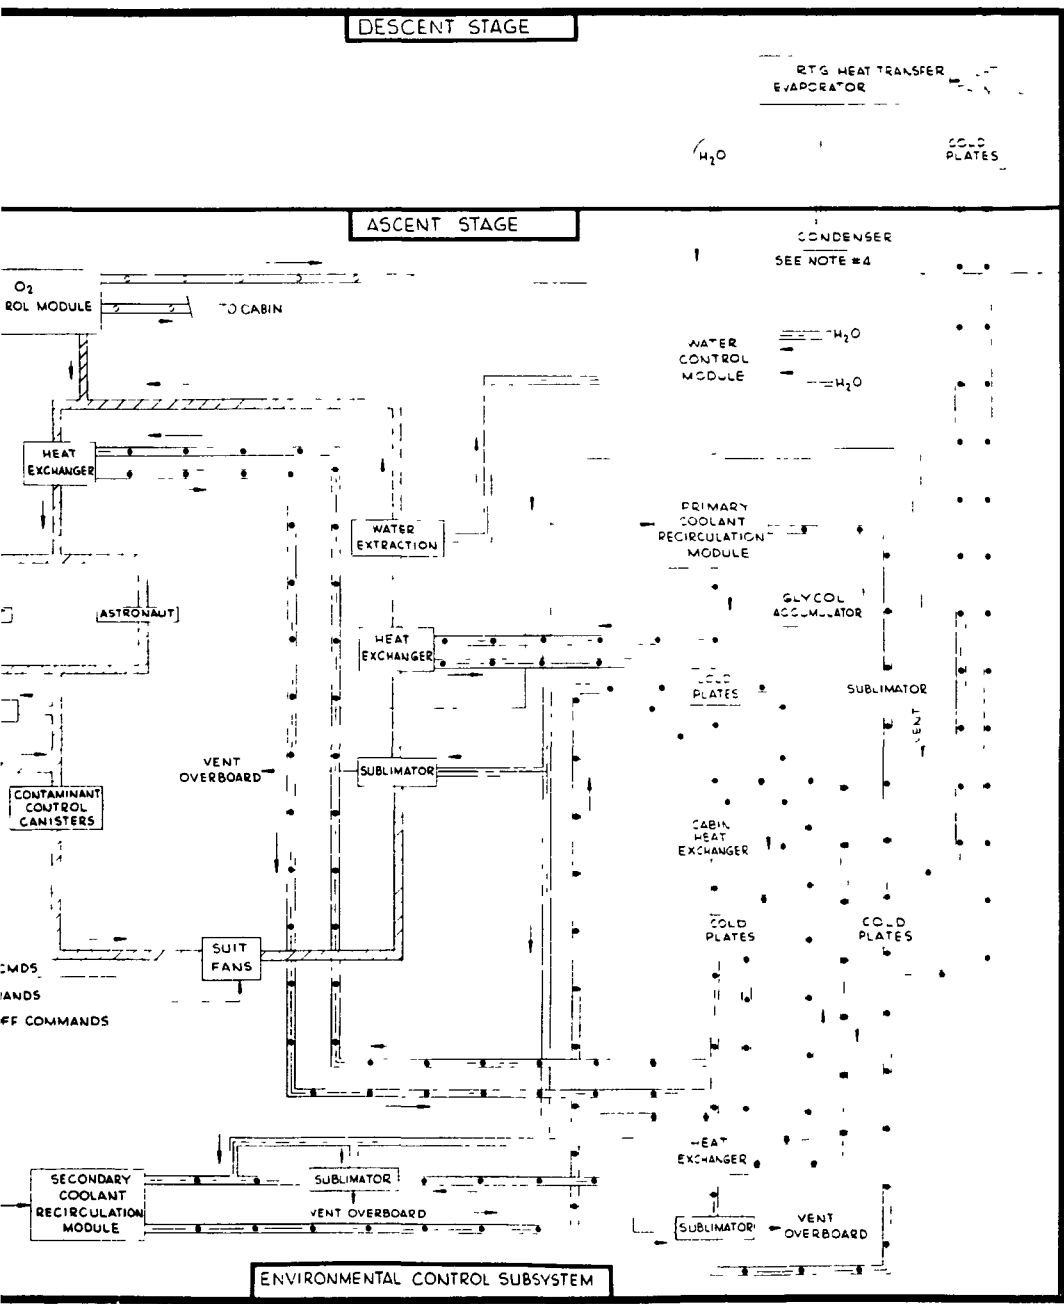 DESCENT STAGE
RTG HEAT TRANSFER
EVAPORATOR
H₂O
COLD
PLATES
ASCENT STAGE
CONDENSER
SEE NOTE #4
O₂
ROL MODULE
TO CABIN
WATER
CONTROL
MODULE
H₂O
H₂O
HEAT
EXCHANGER
WATER
EXTRACTION
PRIMARY
COOLANT
RECIRCULATION
MODULE
GLYCOL
ACCUMULATOR
ASTRONAUT
HEAT
EXCHANGER
COLD
PLATES
SUBLIMATOR
VENT
VENT
OVERBOARD
SUBLIMATOR
CONTAMINANT
CONTROL
CANISTERS
CABIN
HEAT
EXCHANGER
COLD
PLATES
COLD
PLATES
SUIT
FANS
CMDS
ANDS
FF COMMANDS
HEAT
EXCHANGER
SECONDARY
COOLANT
RECIRCULATION
MODULE
SUBLIMATOR
VENT OVERBOARD
SUBLIMATOR
VENT
OVERBOARD
ENVIRONMENTAL CONTROL SUBSYSTEM